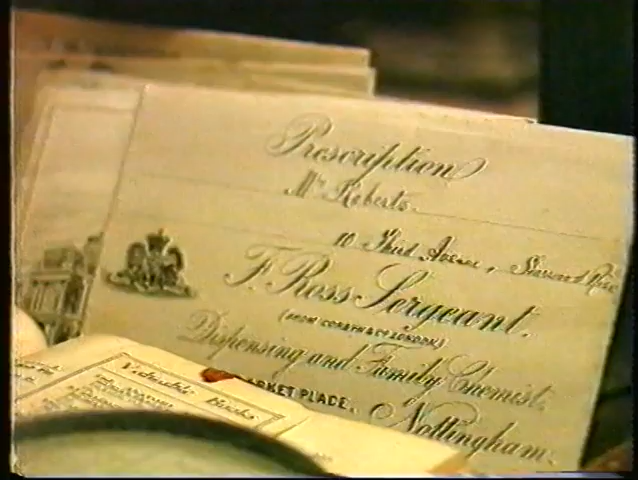 Prescription
Mrs Roberts.
10 Third Avenue, Sherwood Rise
F. Ross Sergeant.
(FROM CORBYN & CO LONDON)
Dispensing and Family Chemist,
MARKET PLACE, Nottingham.
Valuable Books